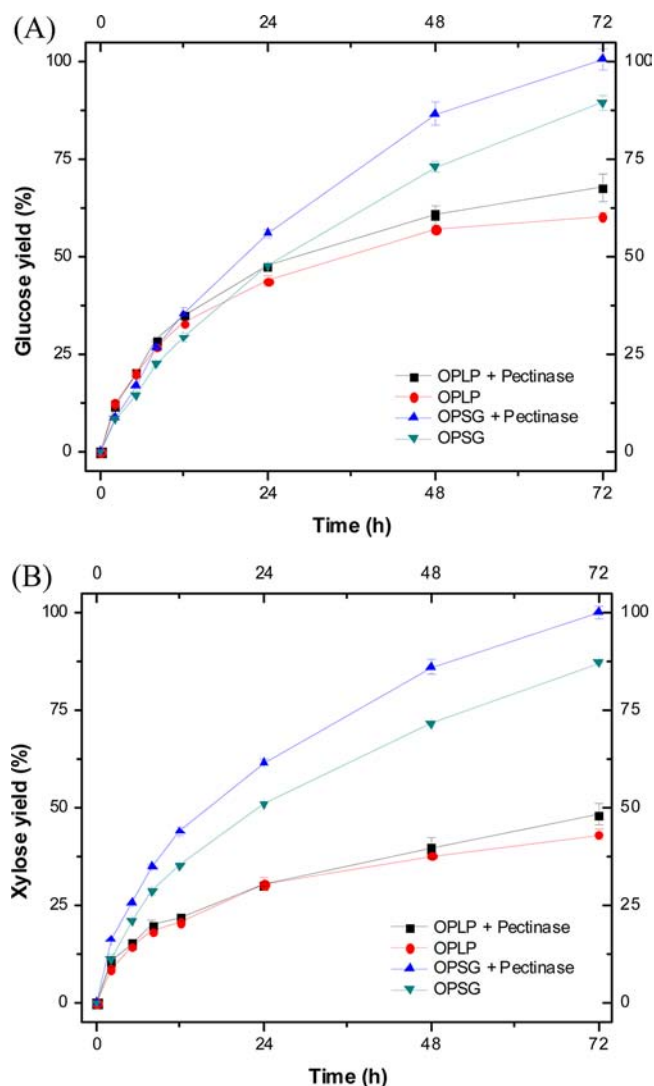 (A)
0 24 48 72
100 100
75 75
50 50
25 25
0 0
Glucose yield (%)
OPLP + Pectinase
OPLP
OPSG + Pectinase
OPSG
0 24 48 72
Time (h)
(B)
0 24 48 72
100 100
75 75
50 50
25 25
0 0
Xylose yield (%)
OPLP + Pectinase
OPLP
OPSG + Pectinase
OPSG
0 24 48 72
Time (h)